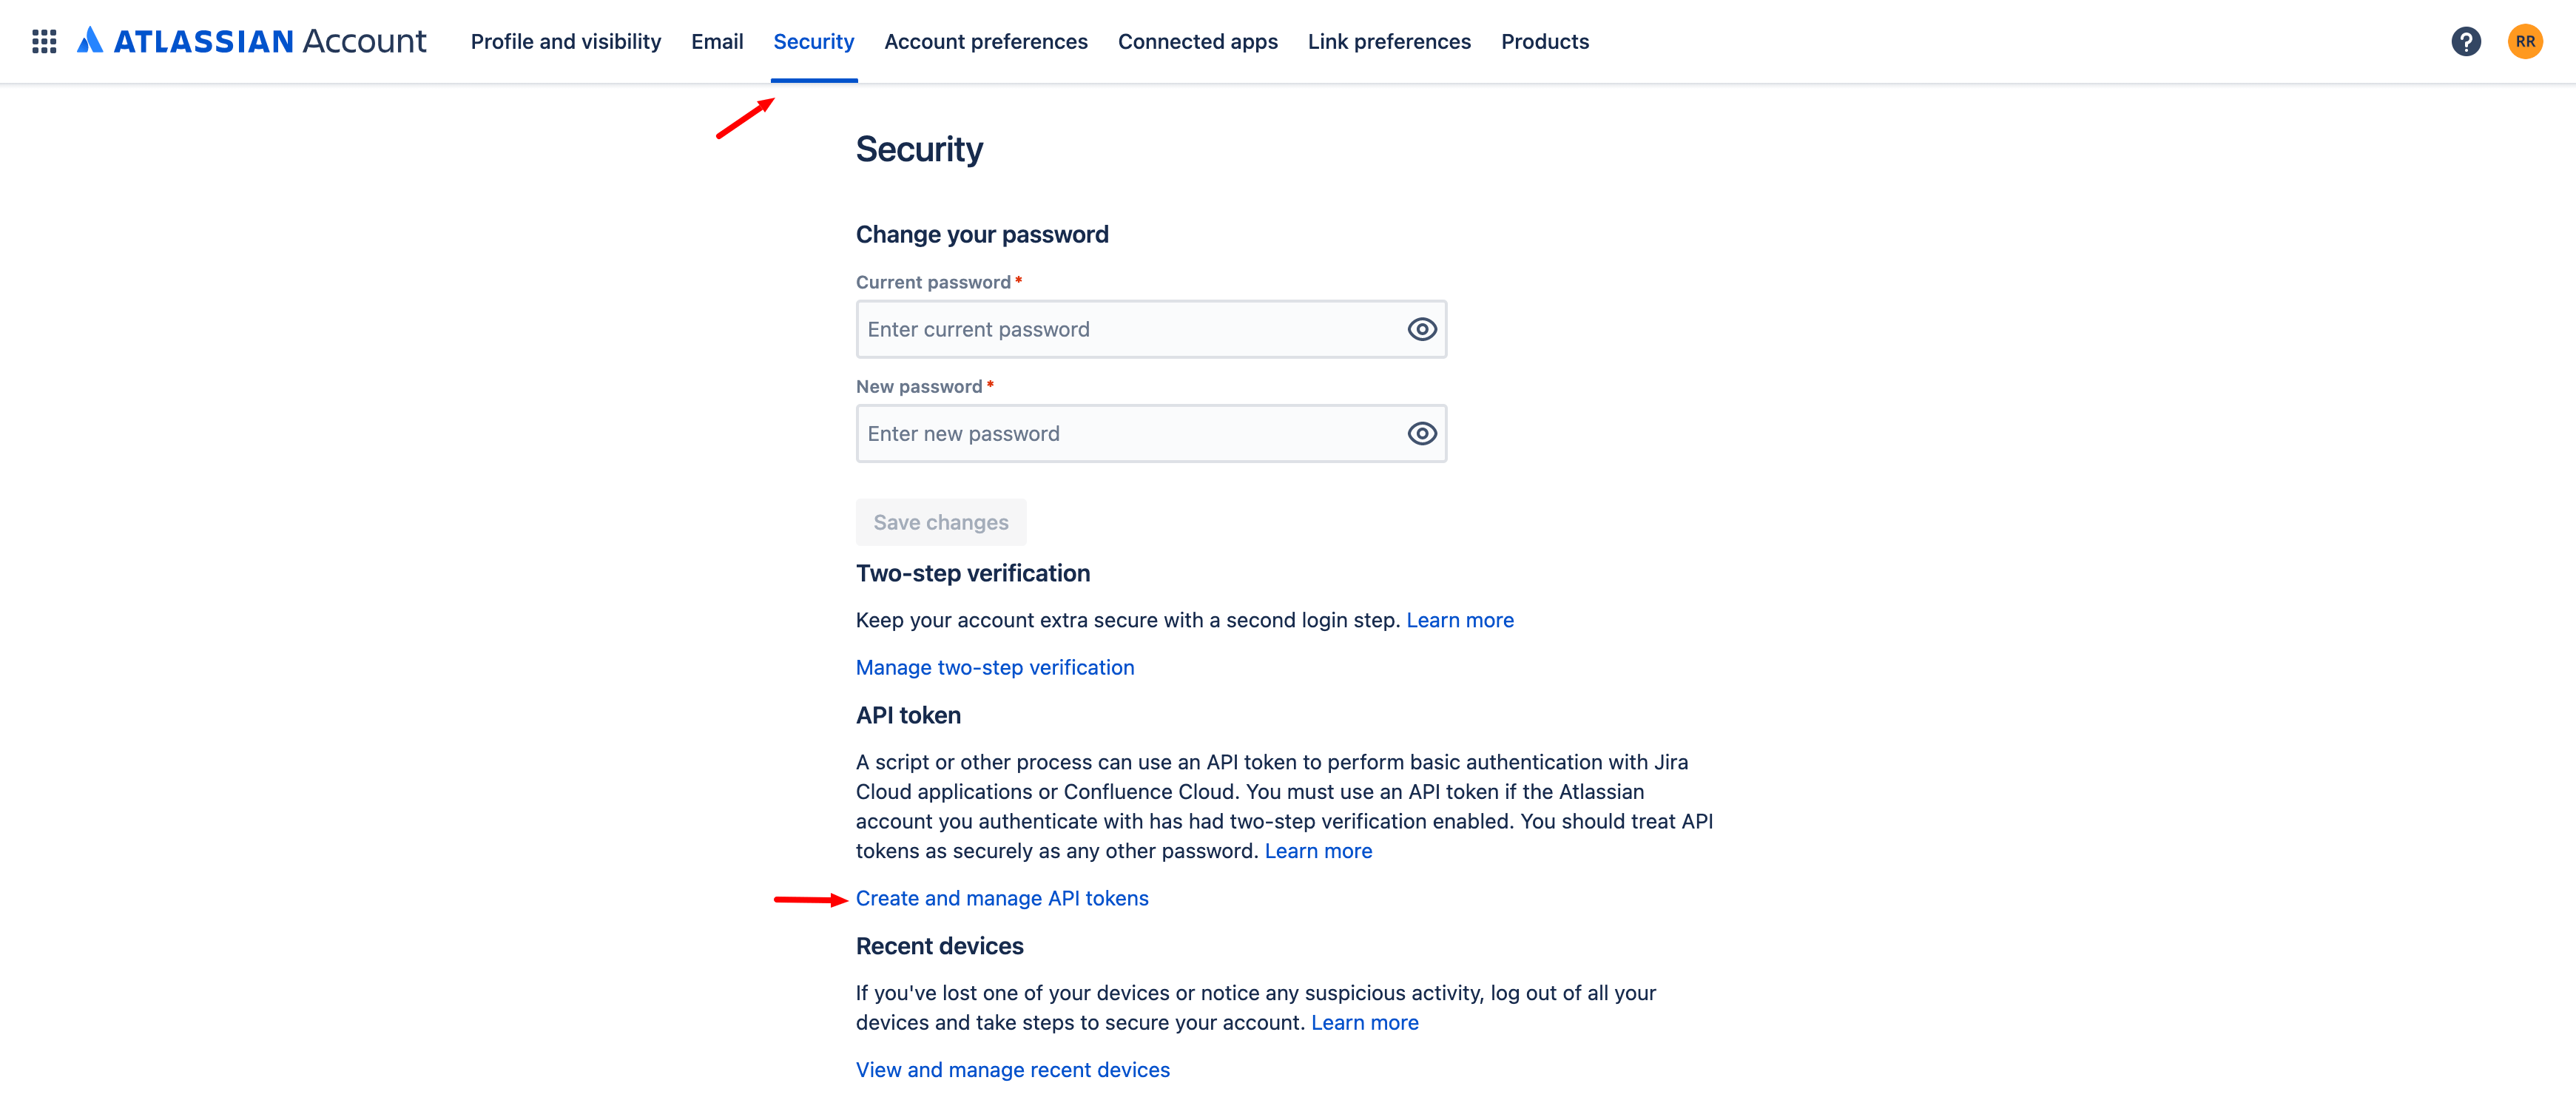 ATLASSIAN Account Profile and visibility Email Security Account preferences Connected apps Link preferences Products ? RR
Security
Change your password
Current password *
Enter current password
New password *
Enter new password
Save changes
Two-step verification
Keep your account extra secure with a second login step. Learn more
Manage two-step verification
API token
A script or other process can use an API token to perform basic authentication with Jira
Cloud applications or Confluence Cloud. You must use an API token if the Atlassian
account you authenticate with has had two-step verification enabled. You should treat API
tokens as securely as any other password. Learn more
Create and manage API tokens
Recent devices
If you've lost one of your devices or notice any suspicious activity, log out of all your
devices and take steps to secure your account. Learn more
View and manage recent devices